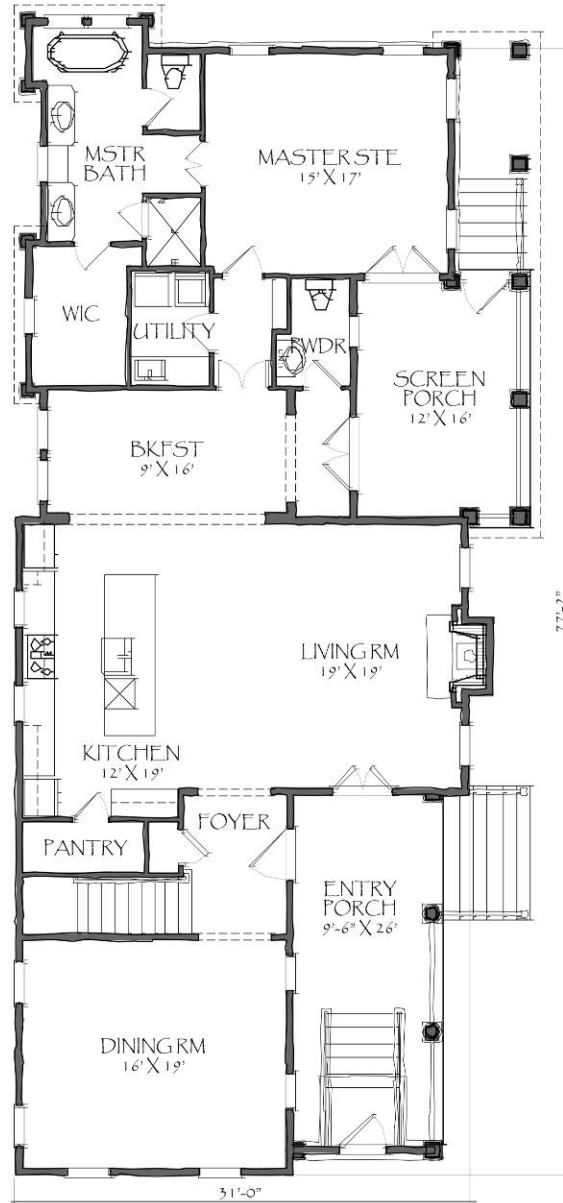 MSTR
BATH
MASTER STE
15' X 17'
WIC
UTILITY
PWDR
SCREEN
PORCH
12' X 16'
BKFST
9' X 16'
77'-2"
LIVING RM
19' X 19'
KITCHEN
12' X 19'
FOYER
PANTRY
ENTRY
PORCH
9'-6" X 26'
DINING RM
16' X 19'
31'-0"